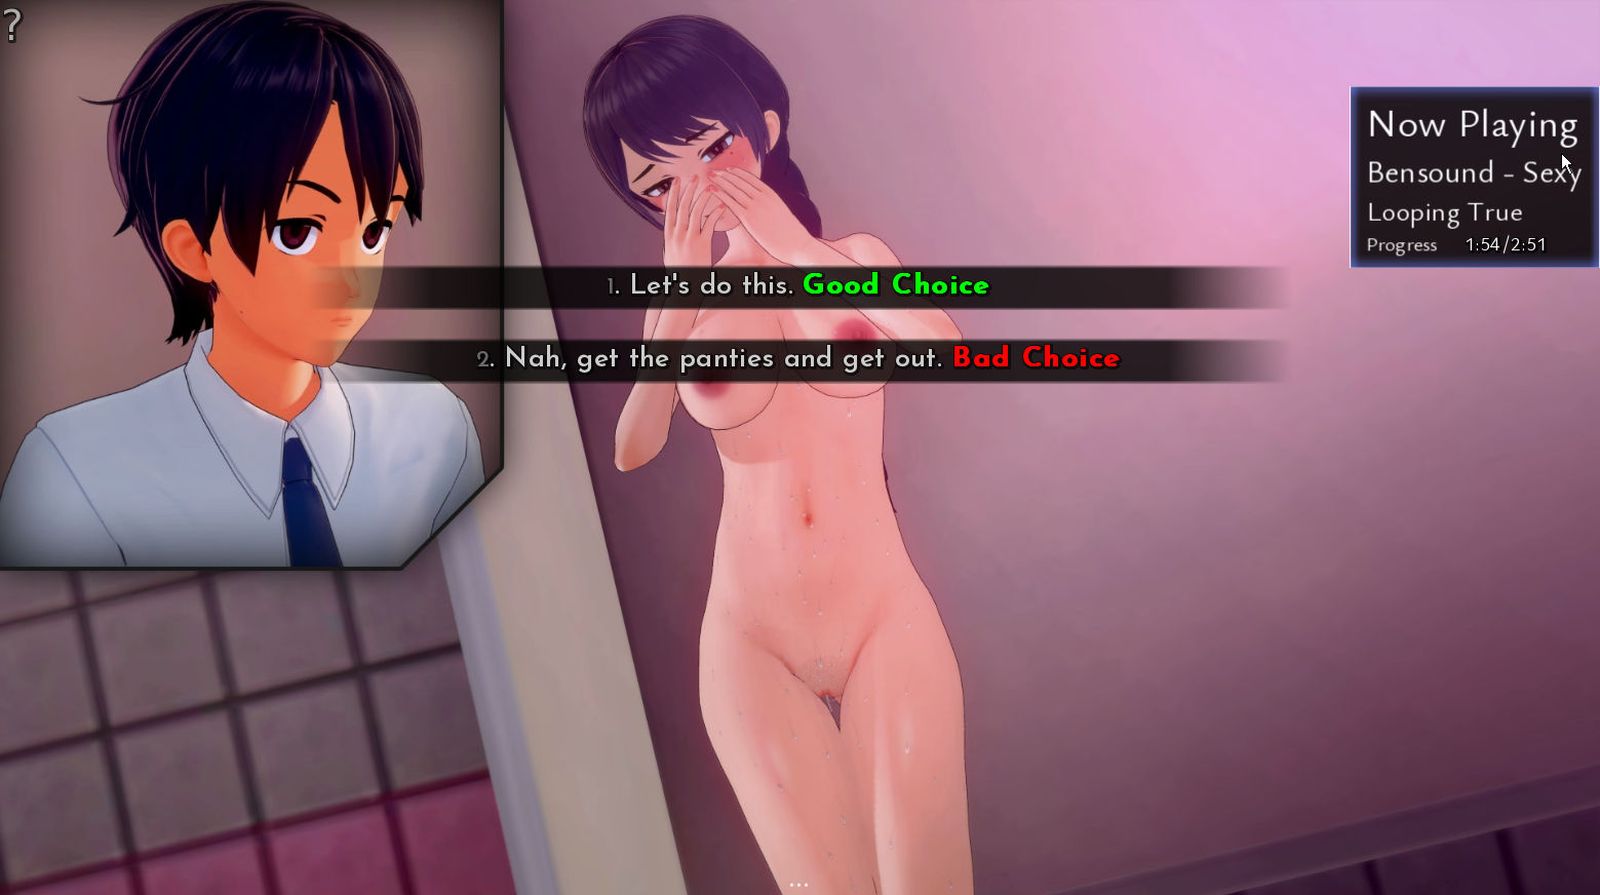 ?
Now Playing
Bensound - Sexy
Looping True
Progress 1:54/2:51
1. Let's do this. Good Choice
2. Nah, get the panties and get out. Bad Choice
...